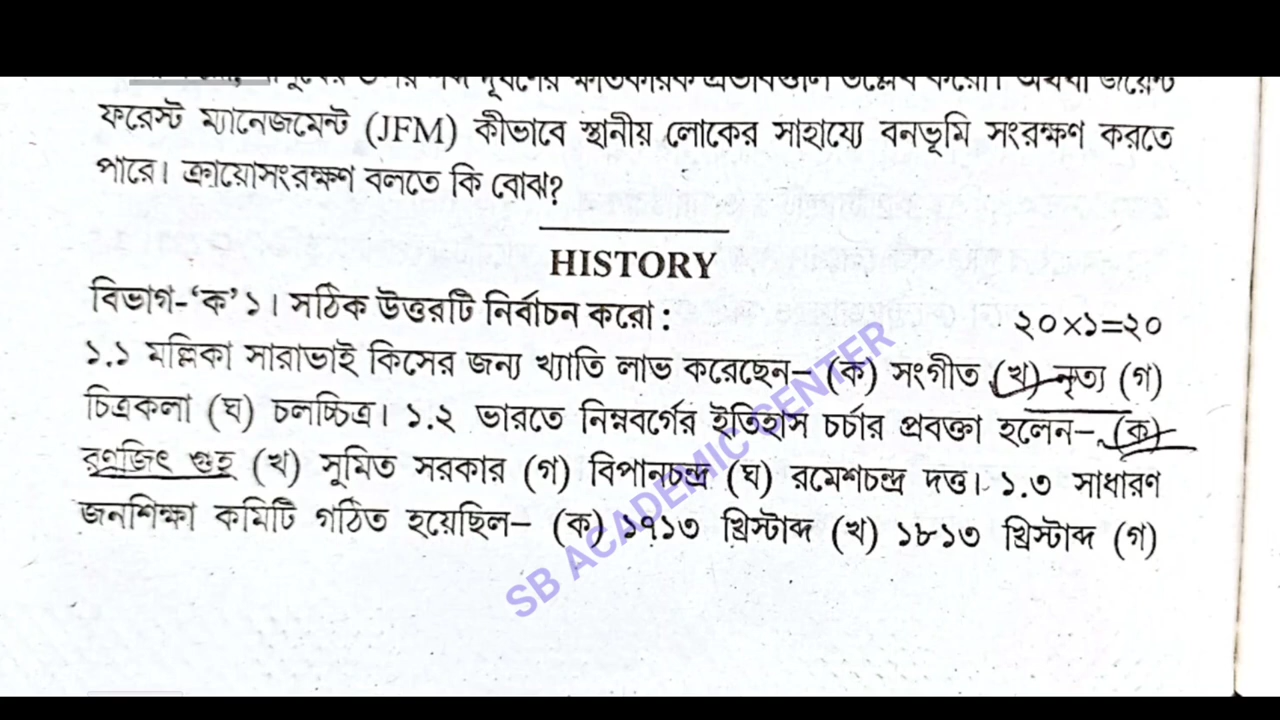 ফরেস্ট ম্যানেজমেন্ট (JFM) কীভাবে স্থানীয় লোকের সাহায্যে বনভূমি সংরক্ষণ করতে
পারে। ক্রায়োসংরক্ষণ বলতে কি বোঝ?
HISTORY
বিভাগ-‘ক’ ১। সঠিক উত্তরটি নির্বাচন করো :
২০×১=২০
১.১ মল্লিকা সারাভাই কিসের জন্য খ্যাতি লাভ করেছেন– (ক) সংগীত (খ) নৃত্য (গ)
চিত্রকলা (ঘ) চলচ্চিত্র। ১.২ ভারতে নিম্নবর্গের ইতিহাস চর্চার প্রবক্তা হলেন– (ক)
রণজিৎ গুহ (খ) সুমিত সরকার (গ) বিপানচন্দ্র (ঘ) রমেশচন্দ্র দত্ত। ১.৩ সাধারণ
জনশিক্ষা কমিটি গঠিত হয়েছিল– (ক) ১৭১৩ খ্রিস্টাব্দ (খ) ১৮১৩ খ্রিস্টাব্দ (গ)
SB ACADEMIC CENTER